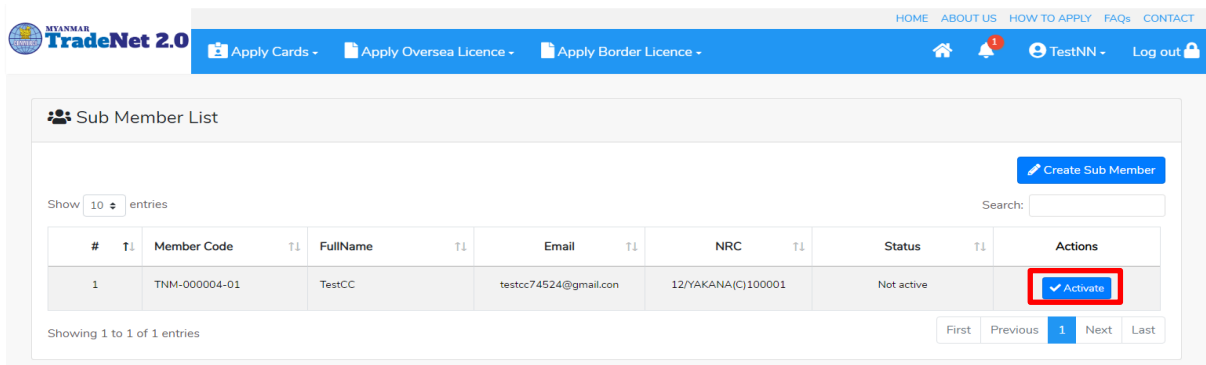 HOME ABOUT US HOW TO APPLY FAQs CONTACT
MYANMAR
TradeNet 2.0
Apply Cards Apply Oversea Licence Apply Border Licence 1 TestNN Log out
Sub Member List
Create Sub Member
Show 10 entries Search:
# Member Code FullName Email NRC Status Actions
1 TNM-000004-01 TestCC testcc74524@gmail.con 12/YAKANA(C)100001 Not active Activate
Showing 1 to 1 of 1 entries First Previous 1 Next Last